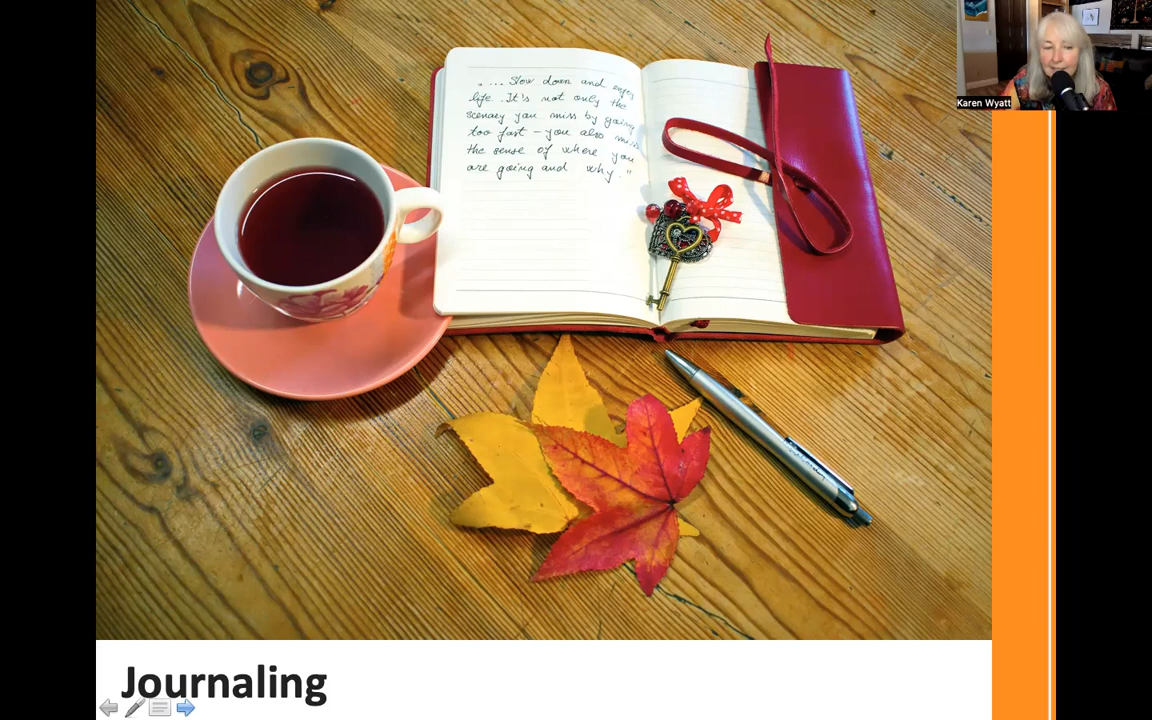 "....Slow down and enjoy
life. It's not only the
scenary you miss by going
too fast – you also miss
the sense of where you
are going and why."
Karen Wyatt
Journaling